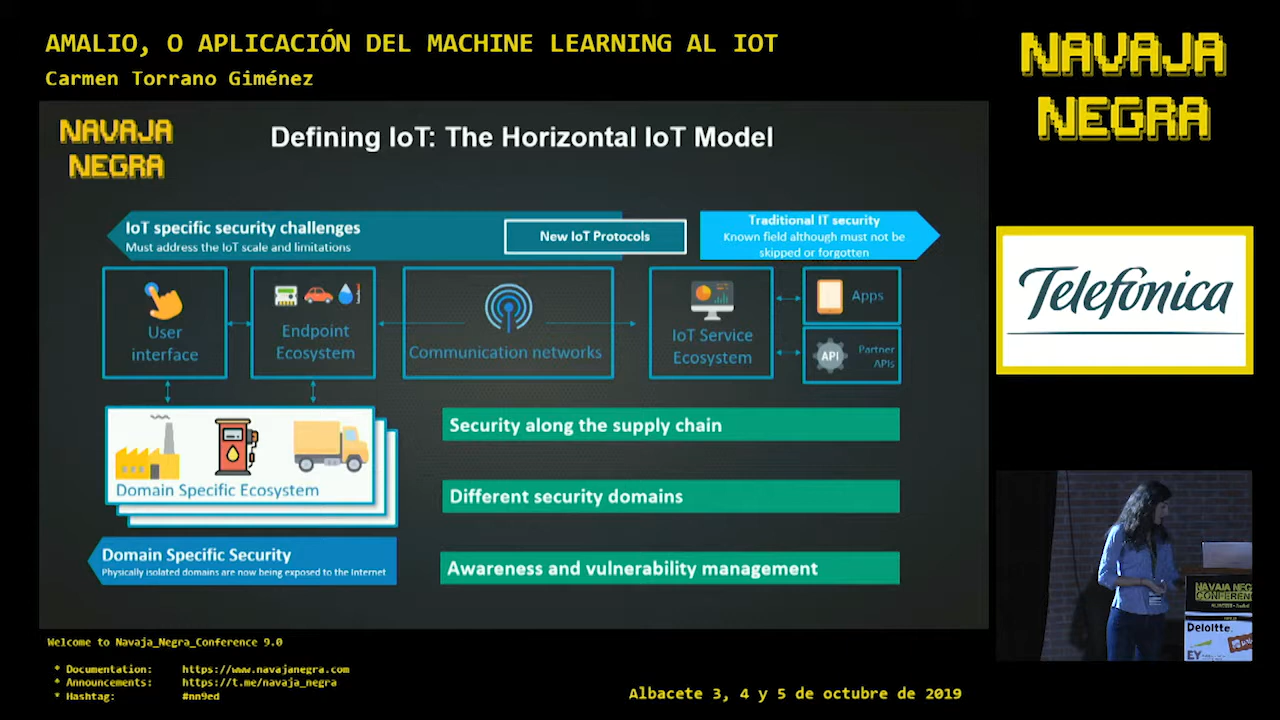 AMALIO, O APLICACIÓN DEL MACHINE LEARNING AL IOT
Carmen Torrano Giménez
NAVAJA
NEGRA
NAVAJA
NEGRA
Defining IoT: The Horizontal IoT Model
IoT specific security challenges
Must address the IoT scale and limitations
New IoT Protocols
Traditional IT security
Known field although must not be
skipped or forgotten
User
interface
Endpoint
Ecosystem
Communication networks
IoT Service
Ecosystem
Apps
API
Partner
APIs
Telefónica
Domain Specific Ecosystem
Security along the supply chain
Different security domains
Domain Specific Security
Physically isolated domains are now being exposed to the Internet
Awareness and vulnerability management
NAVAJA NEG
CONFEREN
Deloitte.
EY
Welcome to Navaja_Negra_Conference 9.0
* Documentation: https://www.navajanegra.com
* Announcements: https://t.me/navaja_negra
* Hashtag: #nn9ed
Albacete 3, 4 y 5 de octubre de 2019